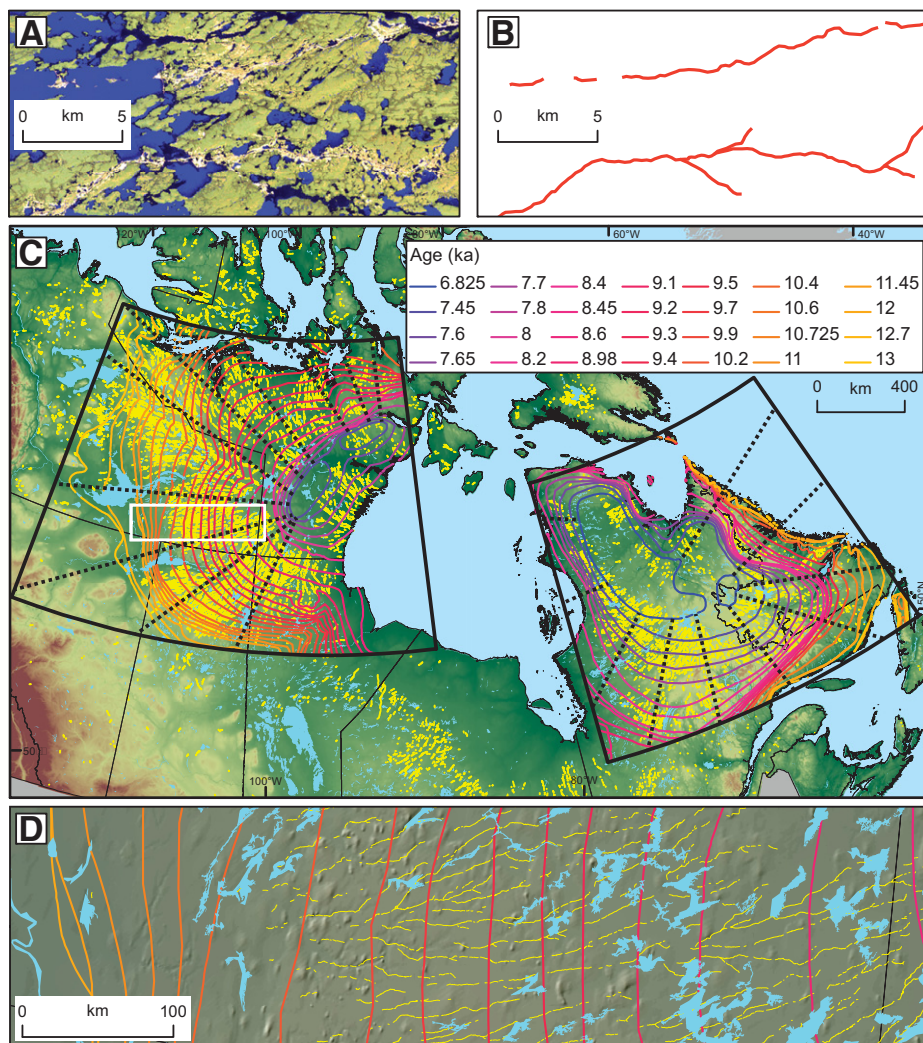 A
0 km 5
B
0 km 5
C
120°W 100°W 80°W 60°W 40°W
Age (ka)
6.825 7.7 8.4 9.1 9.5 10.4 11.45
7.45 7.8 8.45 9.2 9.7 10.6 12
7.6 8 8.6 9.3 9.9 10.725 12.7
7.65 8.2 8.98 9.4 10.2 11 13
0 km 400
50°
100°W 80°W
D
0 km 100